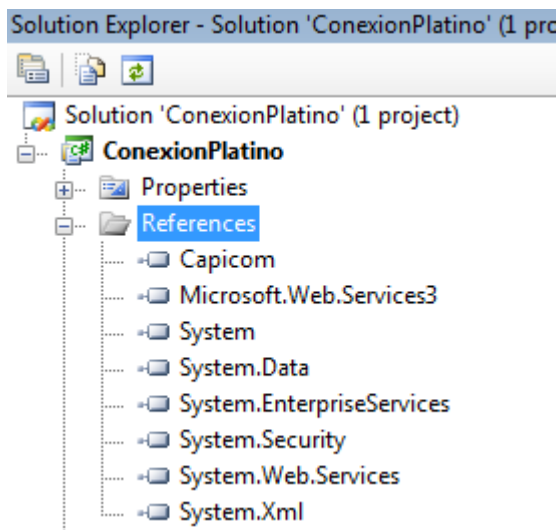 Solution Explorer - Solution 'ConexionPlatino' (1 pro
Solution 'ConexionPlatino' (1 project)
ConexionPlatino
Properties
References
Capicom
Microsoft.Web.Services3
System
System.Data
System.EnterpriseServices
System.Security
System.Web.Services
System.Xml